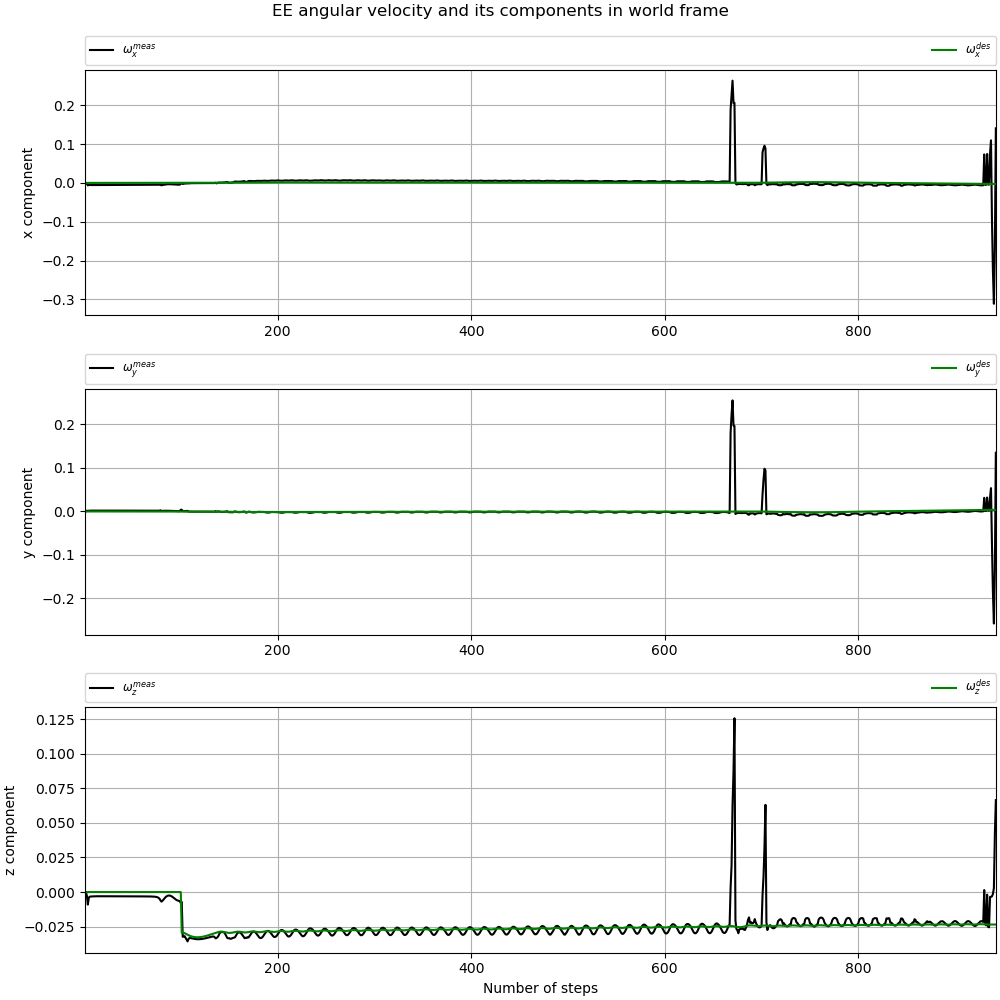 EE angular velocity and its components in world frame
ω_x^meas ω_x^des
0.2
0.1
0.0
−0.1
−0.2
−0.3
x component
200 400 600 800
ω_y^meas ω_y^des
0.2
0.1
0.0
−0.1
−0.2
y component
200 400 600 800
ω_z^meas ω_z^des
0.125
0.100
0.075
0.050
0.025
0.000
−0.025
z component
200 400 600 800
Number of steps